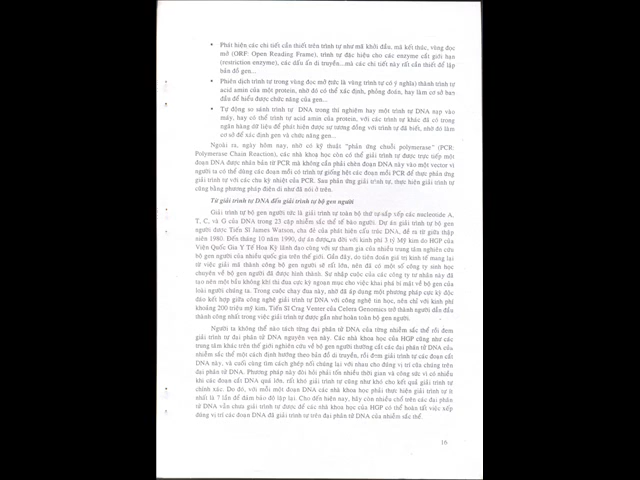 • Phát hiện các chi tiết cần thiết trên trình tự như mã khởi đầu, mã kết thúc, vùng đọc
mở (ORF: Open Reading Frame), trình tự đặc hiệu cho các enzyme cắt giới hạn
(restriction enzyme), các dấu ấn di truyền...mà các chi tiết này rất cần thiết để lập
bản đồ gen...
• Phiên dịch trình tự trong vùng đọc mở (tức là vùng trình tự có ý nghĩa) thành trình tự
acid amin của một protein, nhờ đó có thể xác định, phỏng đoán, hay làm cơ sở ban
đầu để hiểu được chức năng của gen...
• Tự động so sánh trình tự DNA trong thí nghiệm hay một trình tự DNA nạp vào
máy, hay có thể trình tự acid amin của protein, với các trình tự khác đã có trong
ngân hàng dữ liệu để phát hiện được sự tương đồng với trình tự đã biết, nhờ đó làm
cơ sở để xác định gen và chức năng gen...
Ngoài ra, ngày hôm nay, nhờ có kỹ thuật “phản ứng chuỗi polymerase” (PCR:
Polymerase Chain Reaction), các nhà khoa học còn có thể giải trình tự được trực tiếp một
đoạn DNA được nhân bản từ PCR mà không cần phải chèn đoạn DNA này vào một vector vì
người ta có thể dùng các đoạn mồi có trình tự giống hệt các đoạn mồi PCR để thực phản ứng
giải trình tự với các chu kỳ nhiệt của PCR. Sau phản ứng giải trình tự, thực hiện giải trình tự
cũng bằng phương pháp điện di như đã nói ở trên.
Từ giải trình tự DNA đến giải trình tự bộ gen người
Giải trình tự bộ gen người tức là giải trình tự toàn bộ thứ tự sắp xếp các nucleotide A,
T, C, và G của DNA trong 23 cặp nhiễm sắc thể tế bào người. Dự án giải trình tự bộ gen
người được Tiến Sĩ James Watson, cha đẻ của phát hiện cấu trúc DNA, đề ra từ giữa thập
niên 1980. Đến tháng 10 năm 1990, dự án được ra đời với kinh phí 3 tỷ Mỹ kim do HGP của
Viện Quốc Gia Y Tế Hoa Kỳ lãnh đạo cùng với sự tham gia của nhiều trung tâm nghiên cứu
bộ gen người của nhiều quốc gia trên thế giới. Gần đây, do tiên đoán giá trị kinh tế mang lại
từ việc giải mã thành công bộ gen người sẽ rất lớn, nên đã có một số công ty sinh học
chuyên về bộ gen người đã được hình thành. Sự nhập cuộc của các công ty tư nhân này đã
tạo nên một bầu không khí thi đua cực kỳ ngoạn mục cho việc khai phá bí mật về bộ gen của
loài người chúng ta. Trong cuộc chạy đua này, nhờ đã áp dụng một phương pháp cực kỳ độc
đáo kết hợp giữa công nghệ giải trình tự DNA với công nghệ tin học, nên chỉ với kinh phí
khoảng 200 triệu mỹ kim, Tiến Sĩ Crag Venter của Celera Genomics trở thành người dẫn đầu
thành công nhất trong việc giải trình tự được gần như hoàn toàn bộ gen người.
Người ta không thể nào tách từng đại phân tử DNA của từng nhiễm sắc thể rồi đem
giải trình tự đại phân tử DNA nguyên vẹn này. Các nhà khoa học của HGP cũng như các
trung tâm khác trên thế giới nghiên cứu về bộ gen người thường cắt các đại phân tử DNA của
nhiễm sắc thể một cách định hướng theo bản đồ di truyền, rồi đem giải trình tự các đoạn cắt
DNA này, và cuối cùng tìm cách ghép nối chúng lại với nhau cho đúng vị trí của chúng trên
đại phân tử DNA. Phương pháp này đòi hỏi phải tốn nhiều thời gian và công sức vì có nhiều
khi các đoạn cắt DNA quá lớn, rất khó giải trình tự cũng như khó cho kết quả giải trình tự
chính xác. Do đó, với mỗi một đoạn DNA các nhà khoa học phải thực hiện giải trình tự ít
nhất là 7 lần để đảm bảo độ lặp lại. Cho đến hiện nay, hãy còn nhiều chỗ trên các đại phân
tử DNA vẫn chưa giải trình tự được để các nhà khoa học của HGP có thể hoàn tất việc xếp
đúng vị trí các đoạn DNA đã giải trình tự trên đại phân tử DNA của nhiễm sắc thể.
16